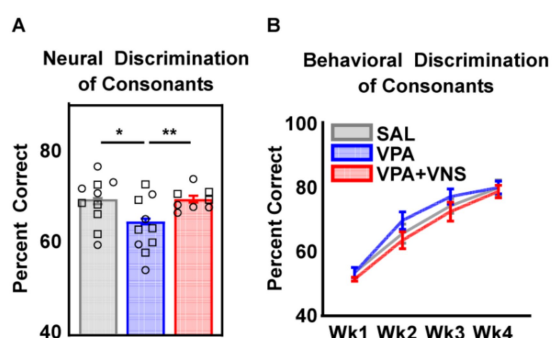 A
Neural Discrimination
of Consonants
Percent Correct
80
60
40
*
**
B
Behavioral Discrimination
of Consonants
Percent Correct
100
80
60
40
SAL
VPA
VPA+VNS
Wk1 Wk2 Wk3 Wk4